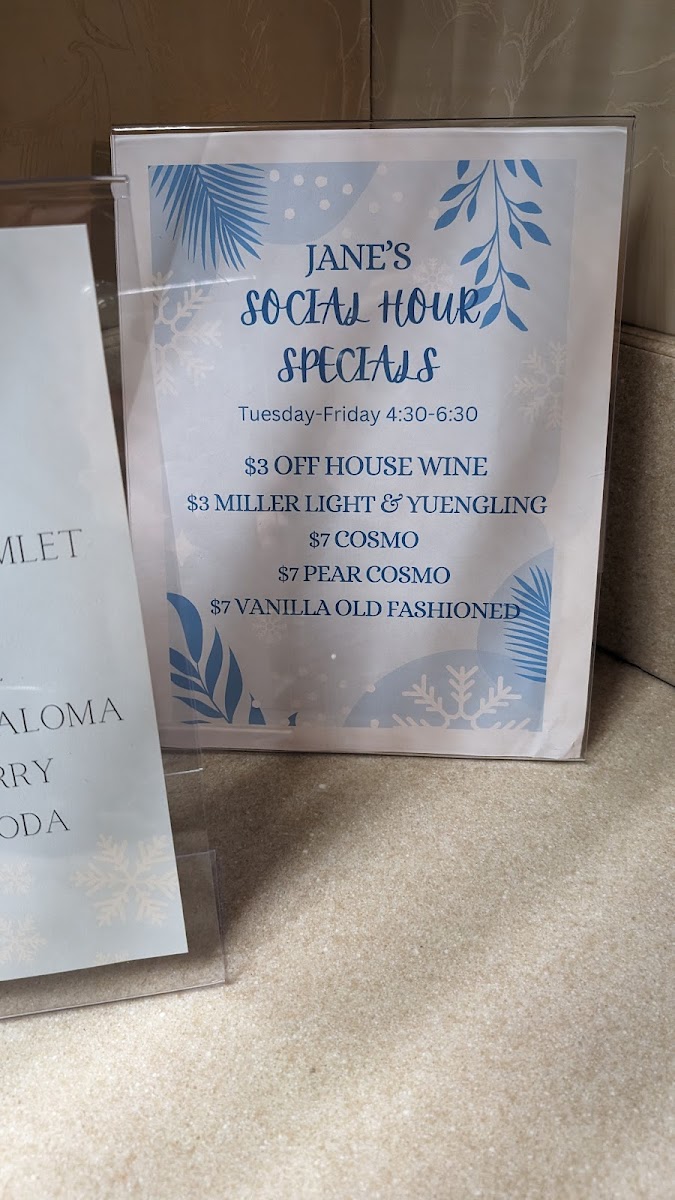 JANE'S
SOCIAL HOUR
SPECIALS
Tuesday-Friday 4:30-6:30
$3 OFF HOUSE WINE
$3 MILLER LIGHT & YUENGLING
$7 COSMO
$7 PEAR COSMO
$7 VANILLA OLD FASHIONED
MLET
ALOMA
RRY
ODA